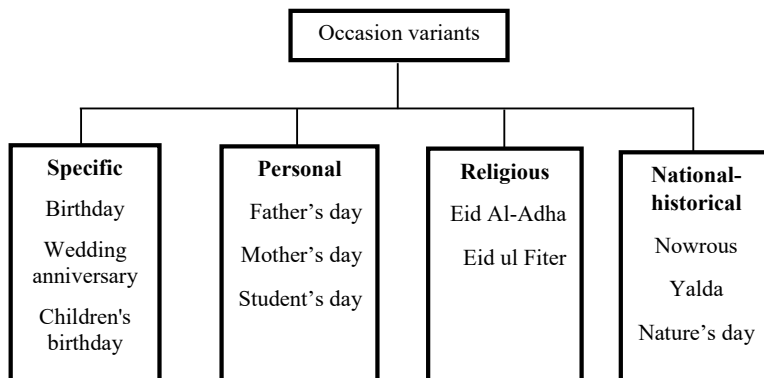 Occasion variants
Specific
Birthday
Wedding
anniversary
Children's
birthday
Personal
Father’s day
Mother’s day
Student’s day
Religious
Eid Al-Adha
Eid ul Fiter
National-
historical
Nowrous
Yalda
Nature’s day